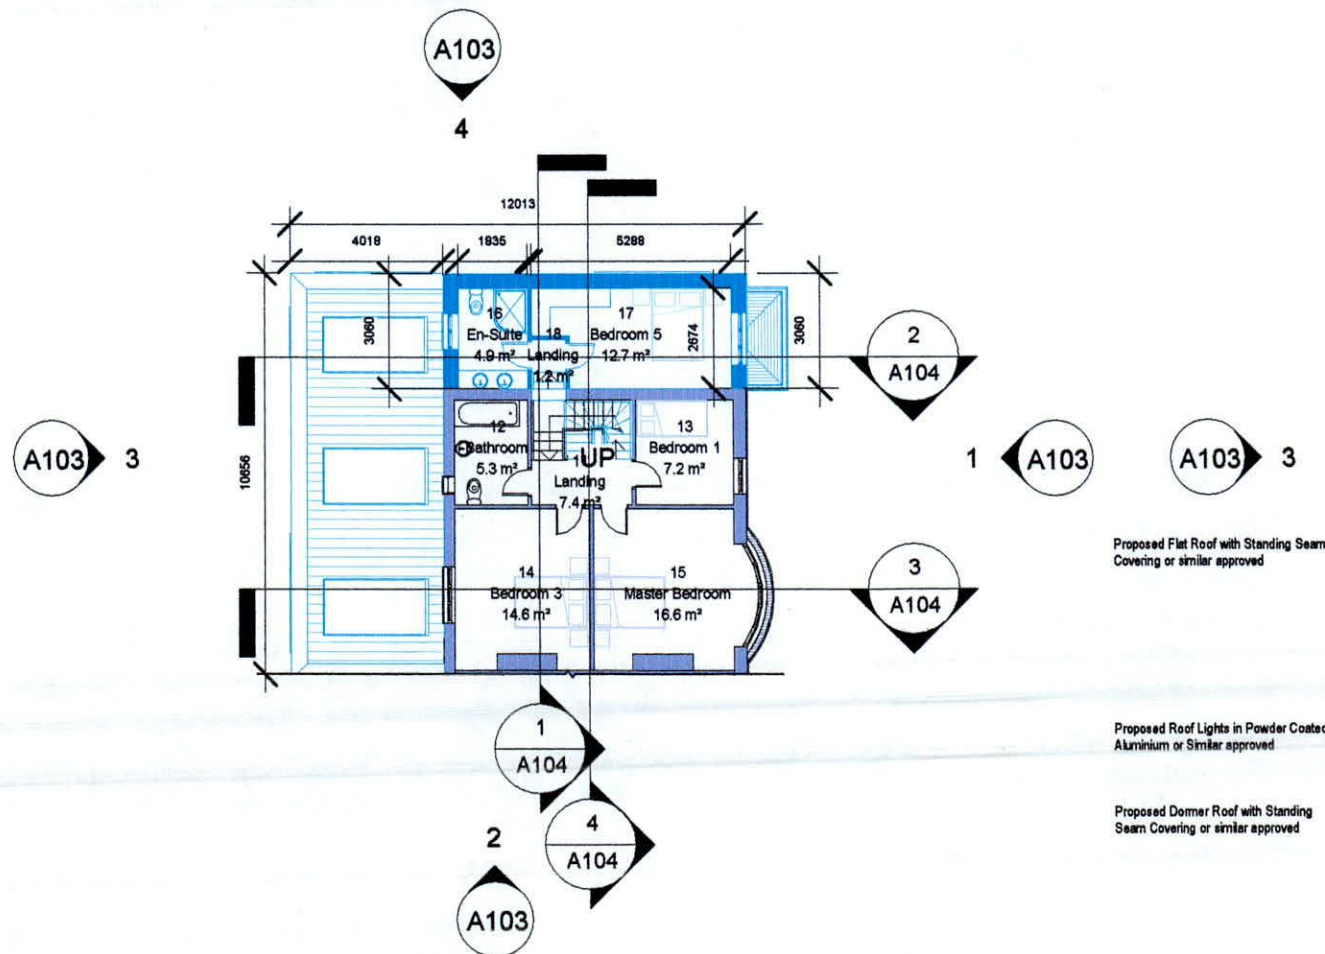 A103
4
12013
4018
1835
5288
3060
16
En-Suite
4.9 m²
18
Landing
1.2 m²
17
Bedroom 5
12.7 m²
2674
3060
2
A104
A103
3
10656
12
Bathroom
5.3 m²
UP
1
Landing
7.4 m²
13
Bedroom 1
7.2 m²
1
A103
A103
3
Proposed Flat Roof with Standing Seam
Covering or similar approved
14
Bedroom 3
14.6 m²
15
Master Bedroom
16.6 m²
3
A104
1
A104
Proposed Roof Lights in Powder Coated
Aluminium or Similar approved
Proposed Dormer Roof with Standing
Seam Covering or similar approved
2
4
A104
A103